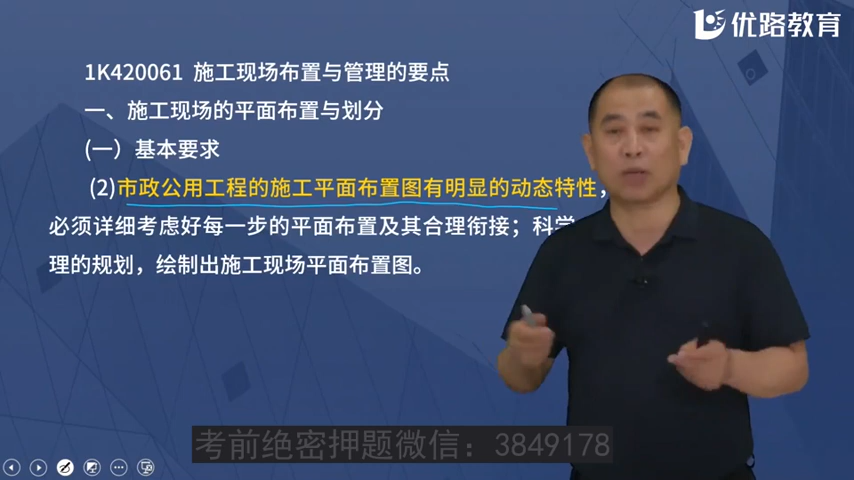 优路教育
1K420061 施工现场布置与管理的要点
一、施工现场的平面布置与划分
(一）基本要求
(2)市政公用工程的施工平面布置图有明显的动态特性，
必须详细考虑好每一步的平面布置及其合理衔接；科学
理的规划，绘制出施工现场平面布置图。
考前绝密押题微信：3849178